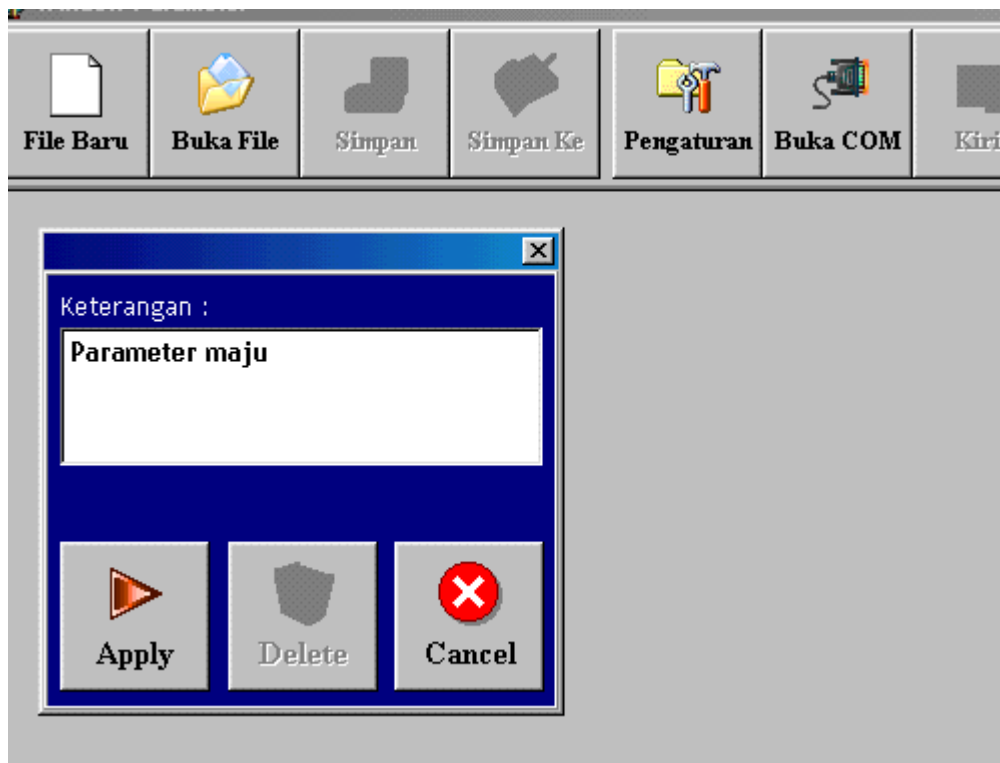 File Baru
Buka File
Simpan
Simpan Ke
Pengaturan
Buka COM
Keterangan :
Parameter maju
Apply
Delete
Cancel